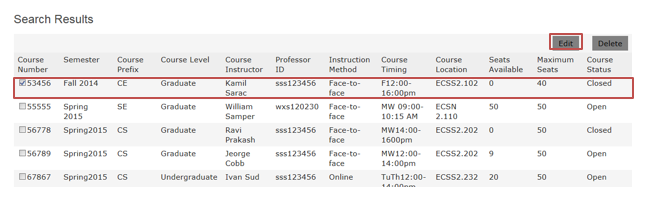 Search Results
Edit Delete
Course Number Semester Course Prefix Course Level Course Instructor Professor ID Instruction Method Course Timing Course Location Seats Available Maximum Seats Course Status
53456 Fall 2014 CE Graduate Kamil Sarac sss123456 Face-to-face F12:00-16:00pm ECSS2.102 0 40 Closed
55555 Spring 2015 SE Graduate William Samper wxs120230 Face-to-face MW 09:00-10:15 AM ECSN 2.110 50 50 Open
56778 Spring2015 CS Graduate Ravi Prakash sss123456 Face-to-face MW14:00-1600pm ECSS2.202 0 50 Closed
56789 Spring2015 CS Graduate Jeorge Cobb sss123456 Face-to-face MW12:00-14:00pm ECSS2.202 9 50 Open
67867 Spring2015 CS Undergraduate Ivan Sud sss123456 Online TuTh12:00-14:00pm ECSS2.232 20 50 Open